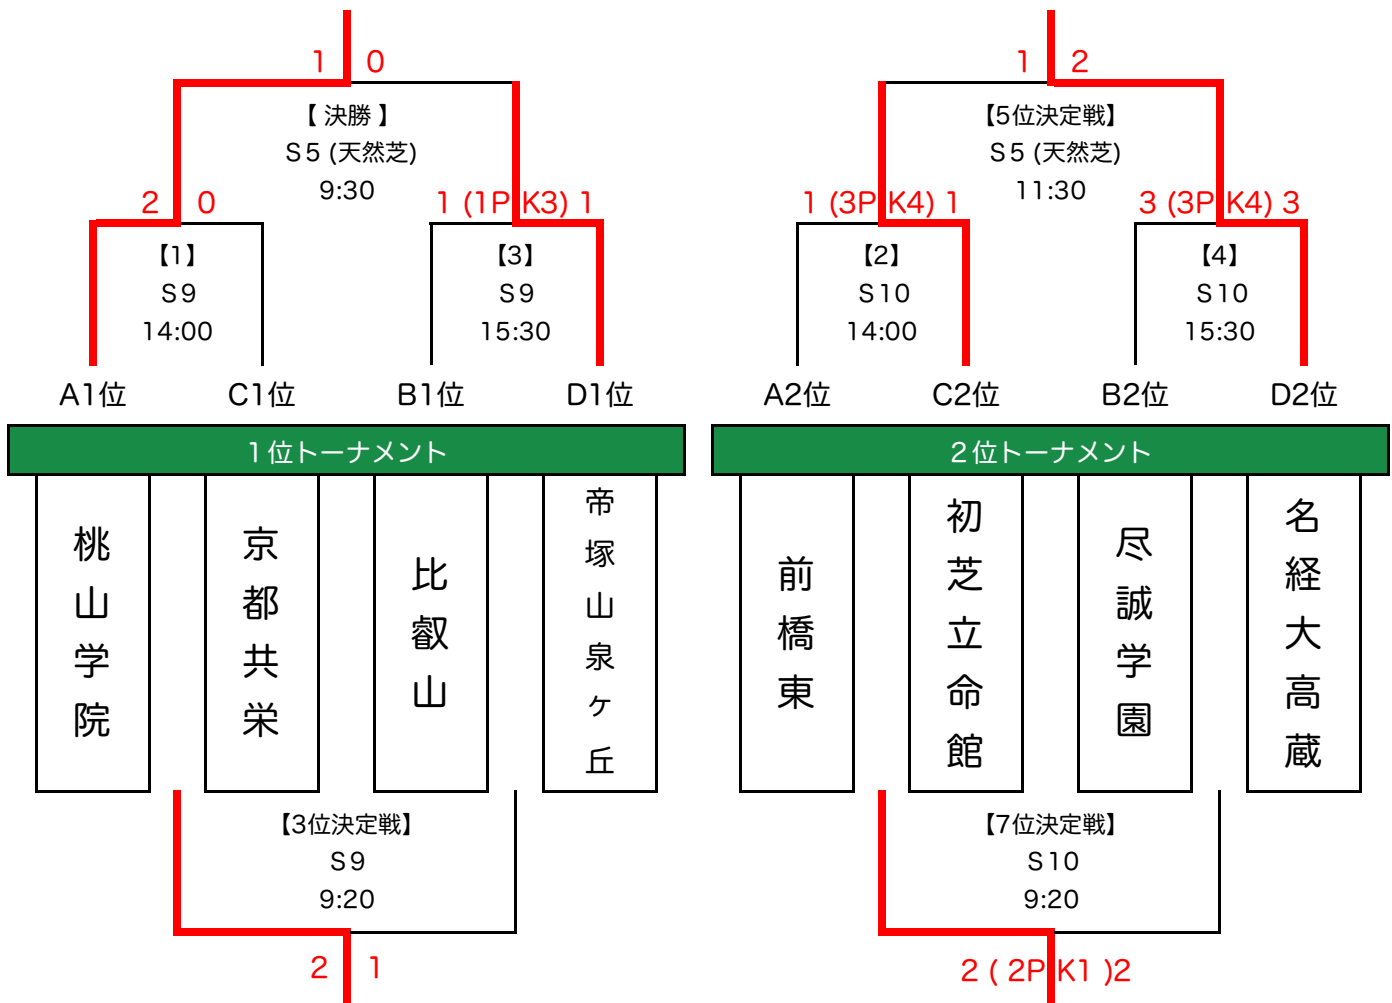 1 0
【 決勝 】
S5 (天然芝)
9:30
2 0
1 (1PK3) 1
【1】
S9
14:00
【3】
S9
15:30
A1位 C1位 B1位 D1位
1位トーナメント
桃山学院
京都共栄
比叡山
帝塚山泉ケ丘
【3位決定戦】
S9
9:20
2 1
1 2
【5位決定戦】
S5 (天然芝)
11:30
1 (3PK4) 1
3 (3PK4) 3
【2】
S10
14:00
【4】
S10
15:30
A2位 C2位 B2位 D2位
2位トーナメント
前橋東
初芝立命館
尽誠学園
名経大高蔵
【7位決定戦】
S10
9:20
2 ( 2PK1 )2